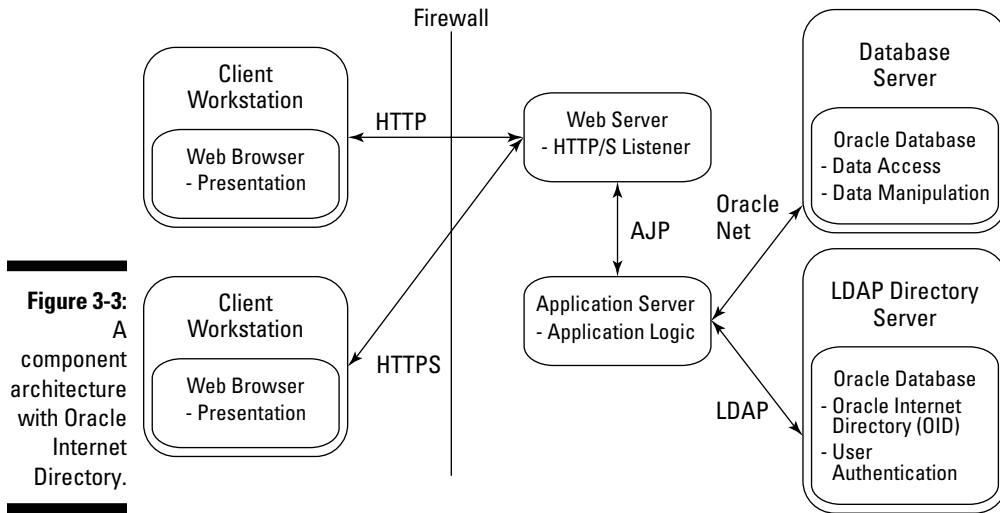 Firewall
Client
Workstation
Web Browser
- Presentation
HTTP
Web Server
- HTTP/S Listener
Database
Server
Oracle Database
- Data Access
- Data Manipulation
Oracle
Net
AJP
Client
Workstation
Web Browser
- Presentation
HTTPS
Application Server
- Application Logic
LDAP
LDAP Directory
Server
Oracle Database
- Oracle Internet
Directory (OID)
- User
Authentication
Figure 3-3:
A
component
architecture
with Oracle
Internet
Directory.